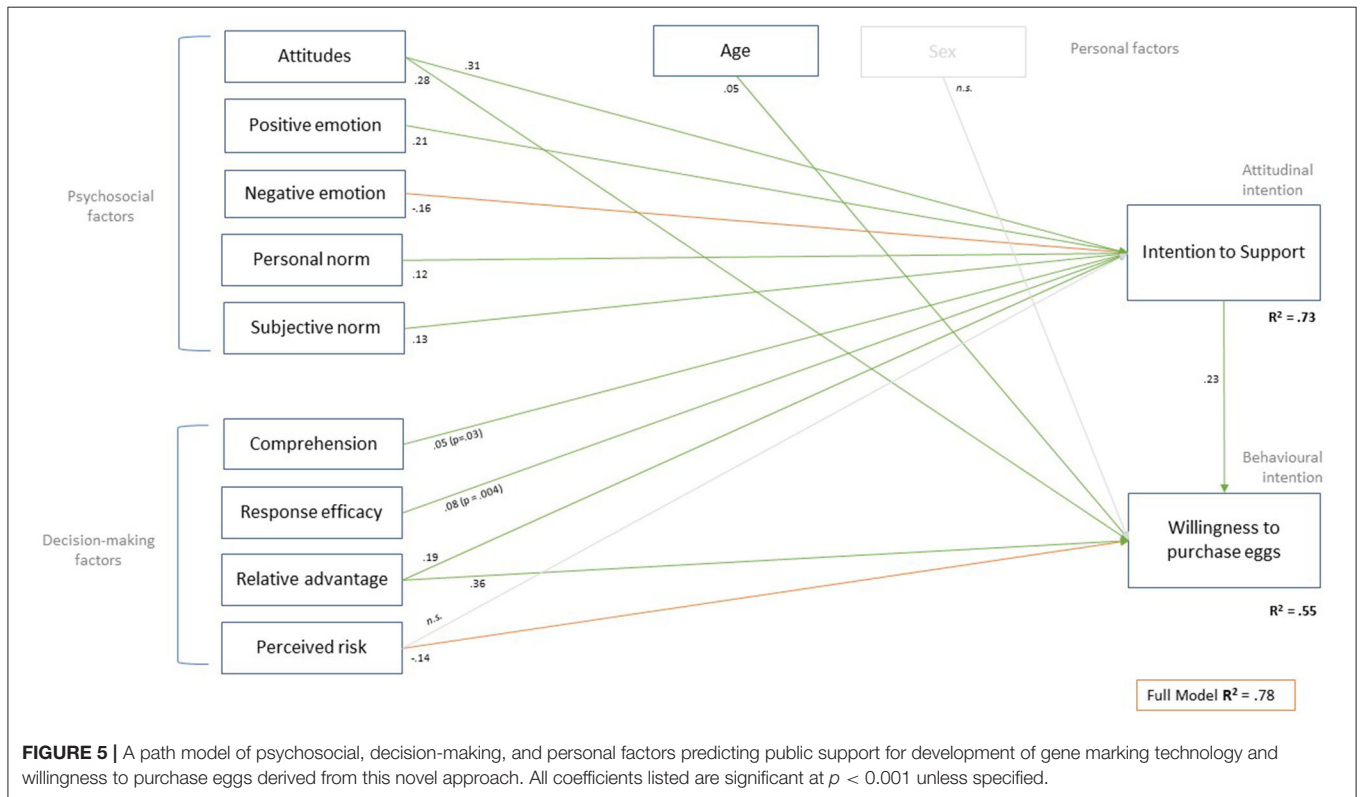 Attitudes
.31
.28
Age
.05
Sex
n.s.
Personal factors
Positive emotion
.21
Psychosocial
factors
Negative emotion
-.16
Personal norm
.12
Subjective norm
.13
Attitudinal
intention
Intention to Support
R² = .73
.23
Decision-making
factors
Comprehension
.05 (p=.03)
Response efficacy
.08 (p = .004)
Relative advantage
.19
.36
Perceived risk
n.s.
-.14
Behavioural
intention
Willingness to
purchase eggs
R² = .55
Full Model R² = .78
FIGURE 5 | A path model of psychosocial, decision-making, and personal factors predicting public support for development of gene marking technology and
willingness to purchase eggs derived from this novel approach. All coefficients listed are significant at p < 0.001 unless specified.